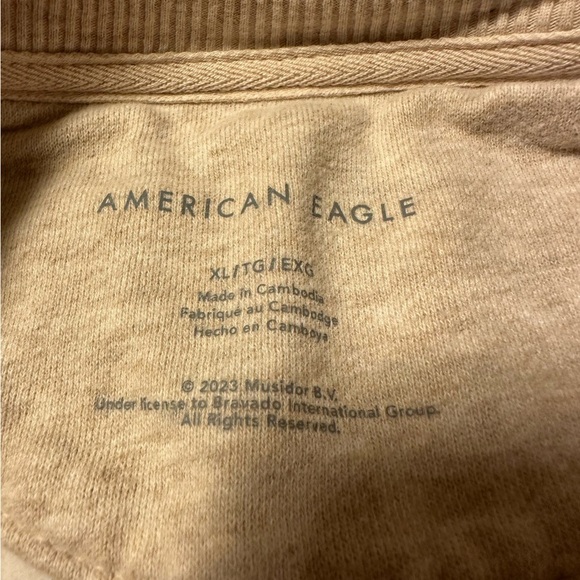 AMERICAN EAGLE
XL/TG/EXG
Made in Cambodia
Fabriqué au Cambodge
Hecho en Camboya
© 2023 Musidor B.V.
Under license to Bravado International Group.
All Rights Reserved.